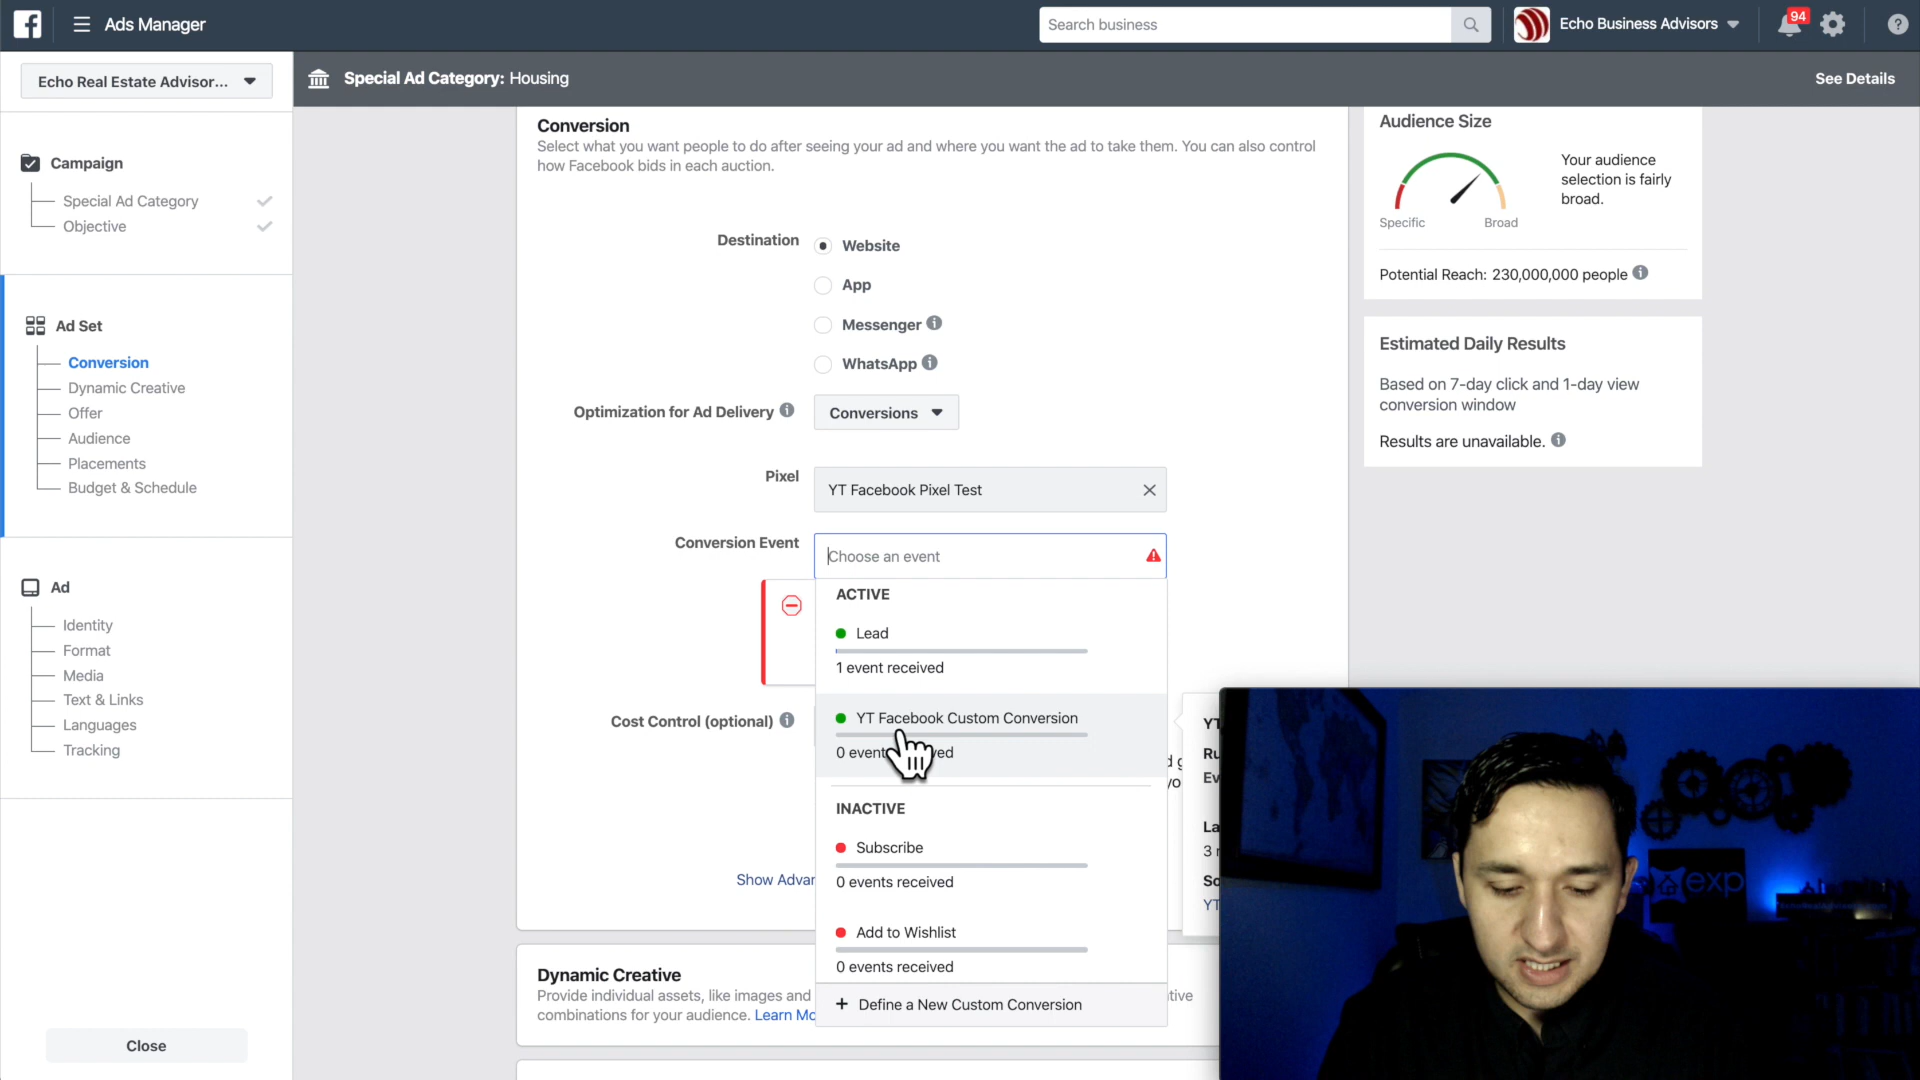 Ads Manager
Search business
Echo Business Advisors
94
Echo Real Estate Advisor...
Special Ad Category: Housing
See Details
Campaign
Special Ad Category
Objective
Ad Set
Conversion
Dynamic Creative
Offer
Audience
Placements
Budget & Schedule
Ad
Identity
Format
Media
Text & Links
Languages
Tracking
Close
Conversion
Select what you want people to do after seeing your ad and where you want the ad to take them. You can also control
how Facebook bids in each auction.
Destination
Website
App
Messenger
WhatsApp
Optimization for Ad Delivery
Conversions
Pixel
YT Facebook Pixel Test
Conversion Event
Choose an event
ACTIVE
Lead
1 event received
Cost Control (optional)
YT Facebook Custom Conversion
0 event
INACTIVE
Subscribe
0 events received
Show Advan
Add to Wishlist
0 events received
Define a New Custom Conversion
Dynamic Creative
Provide individual assets, like images and
combinations for your audience. Learn Mo
Audience Size
Your audience
selection is fairly
broad.
Specific
Broad
Potential Reach: 230,000,000 people
Estimated Daily Results
Based on 7-day click and 1-day view
conversion window
Results are unavailable.
YT
Ru
Ev
La
So
YT
exp